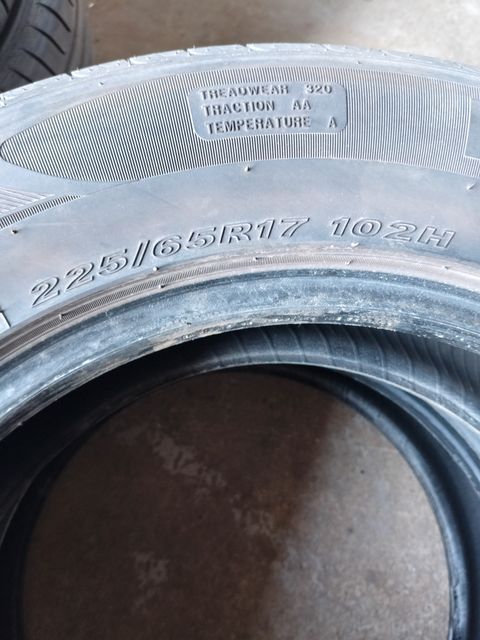 TREADWEAR 320
TRACTION AA
TEMPERATURE A
225/65R17 102H